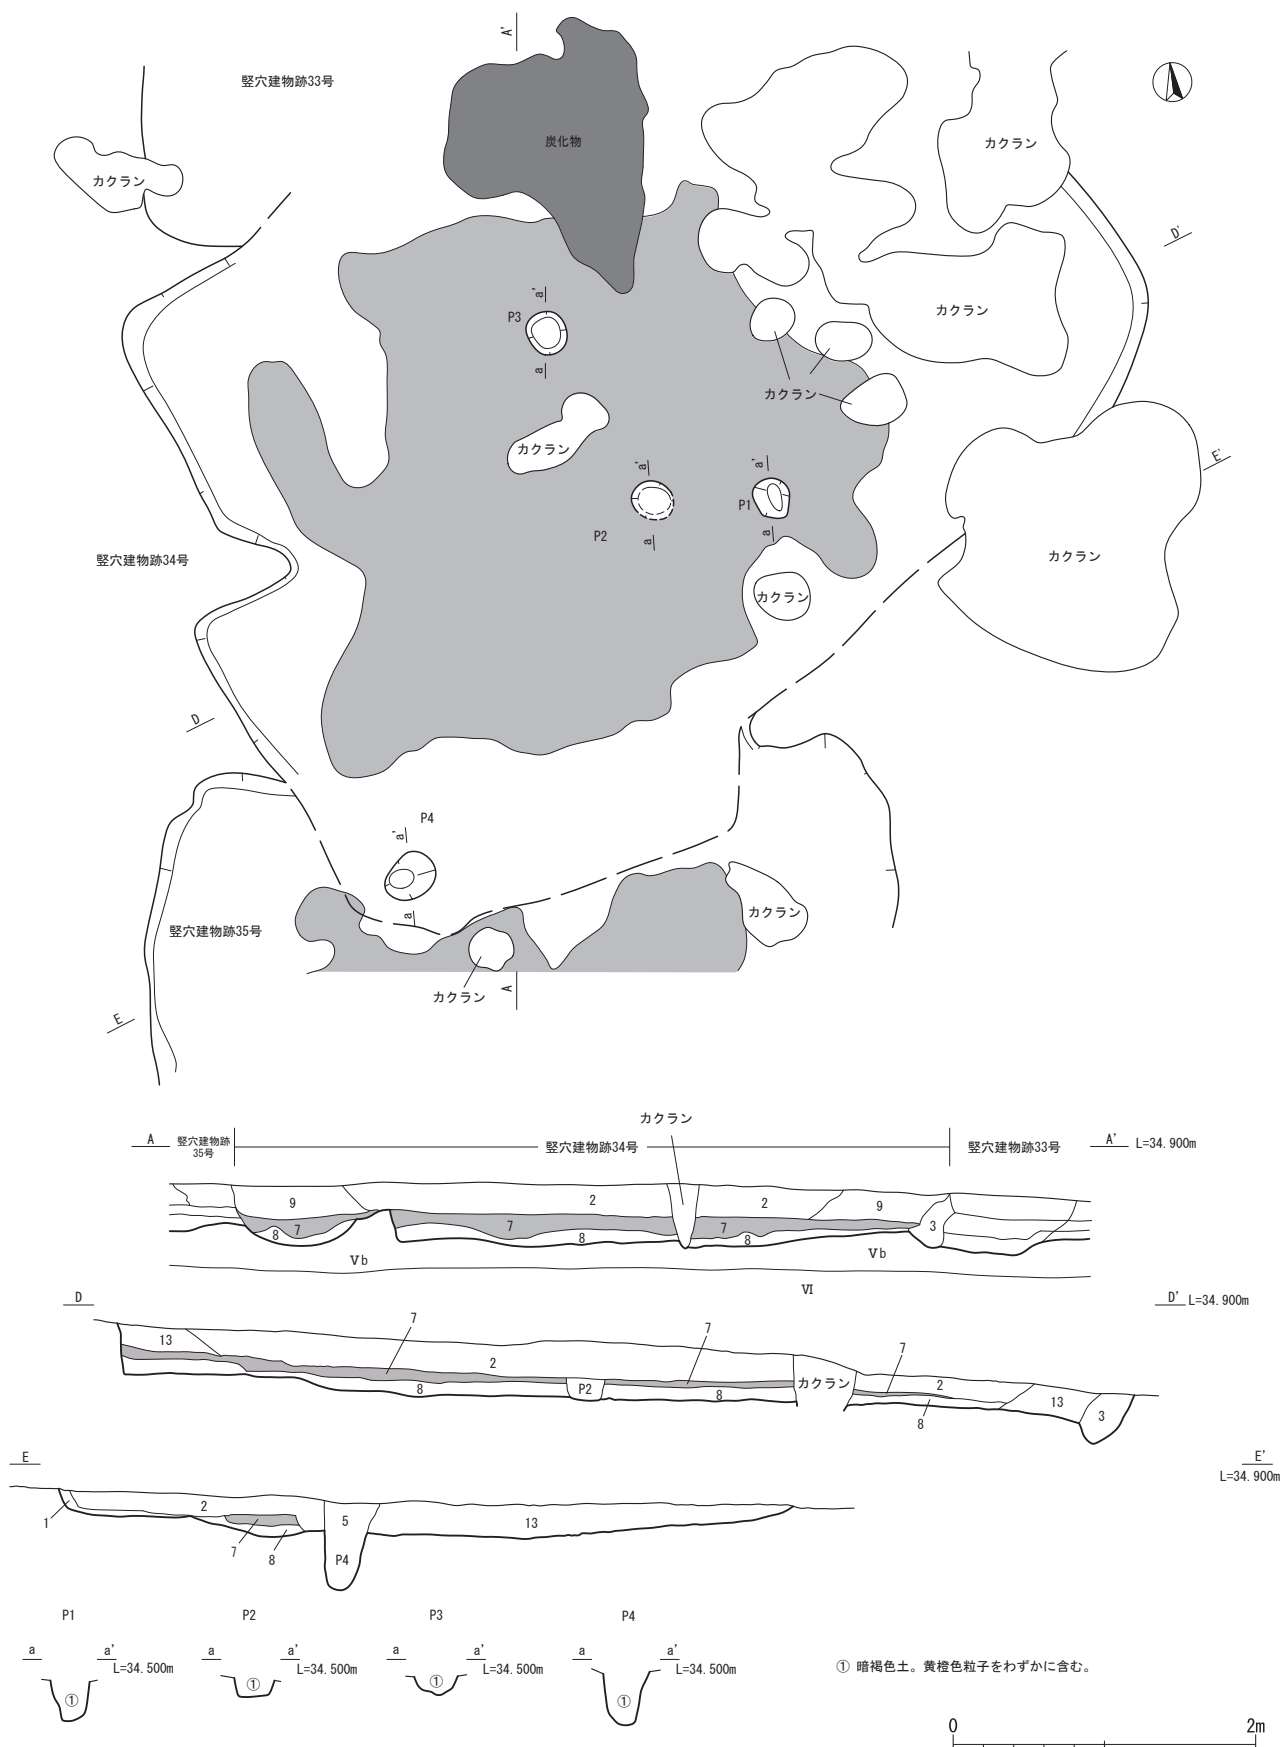 A'
竪穴建物跡33号
炭化物
カクラン
カクラン
D'
a'
P3
カクラン
a
カクラン
カクラン
a'
a'
E'
P1
P2
a
a
カクラン
竪穴建物跡34号
カクラン
D
P4
a'
a
カクラン
竪穴建物跡35号
カクラン
A
E
カクラン
A
竪穴建物跡
35号
竪穴建物跡34号
竪穴建物跡33号
A' L=34.900m
9
2
2
9
7
7
7
3
8
8
8
Ⅴb
Ⅴb
Ⅵ
D
D' L=34.900m
7
7
7
13
2
P2
カクラン
2
8
8
8
13
3
E
E'
L=34.900m
1
2
5
13
7
8
P4
P1
P2
P3
P4
a
a'
L=34.500m
①
a
a'
L=34.500m
①
a
a'
L=34.500m
①
a
a'
L=34.500m
①
① 暗褐色土。黄橙色粒子をわずかに含む。
0
2m